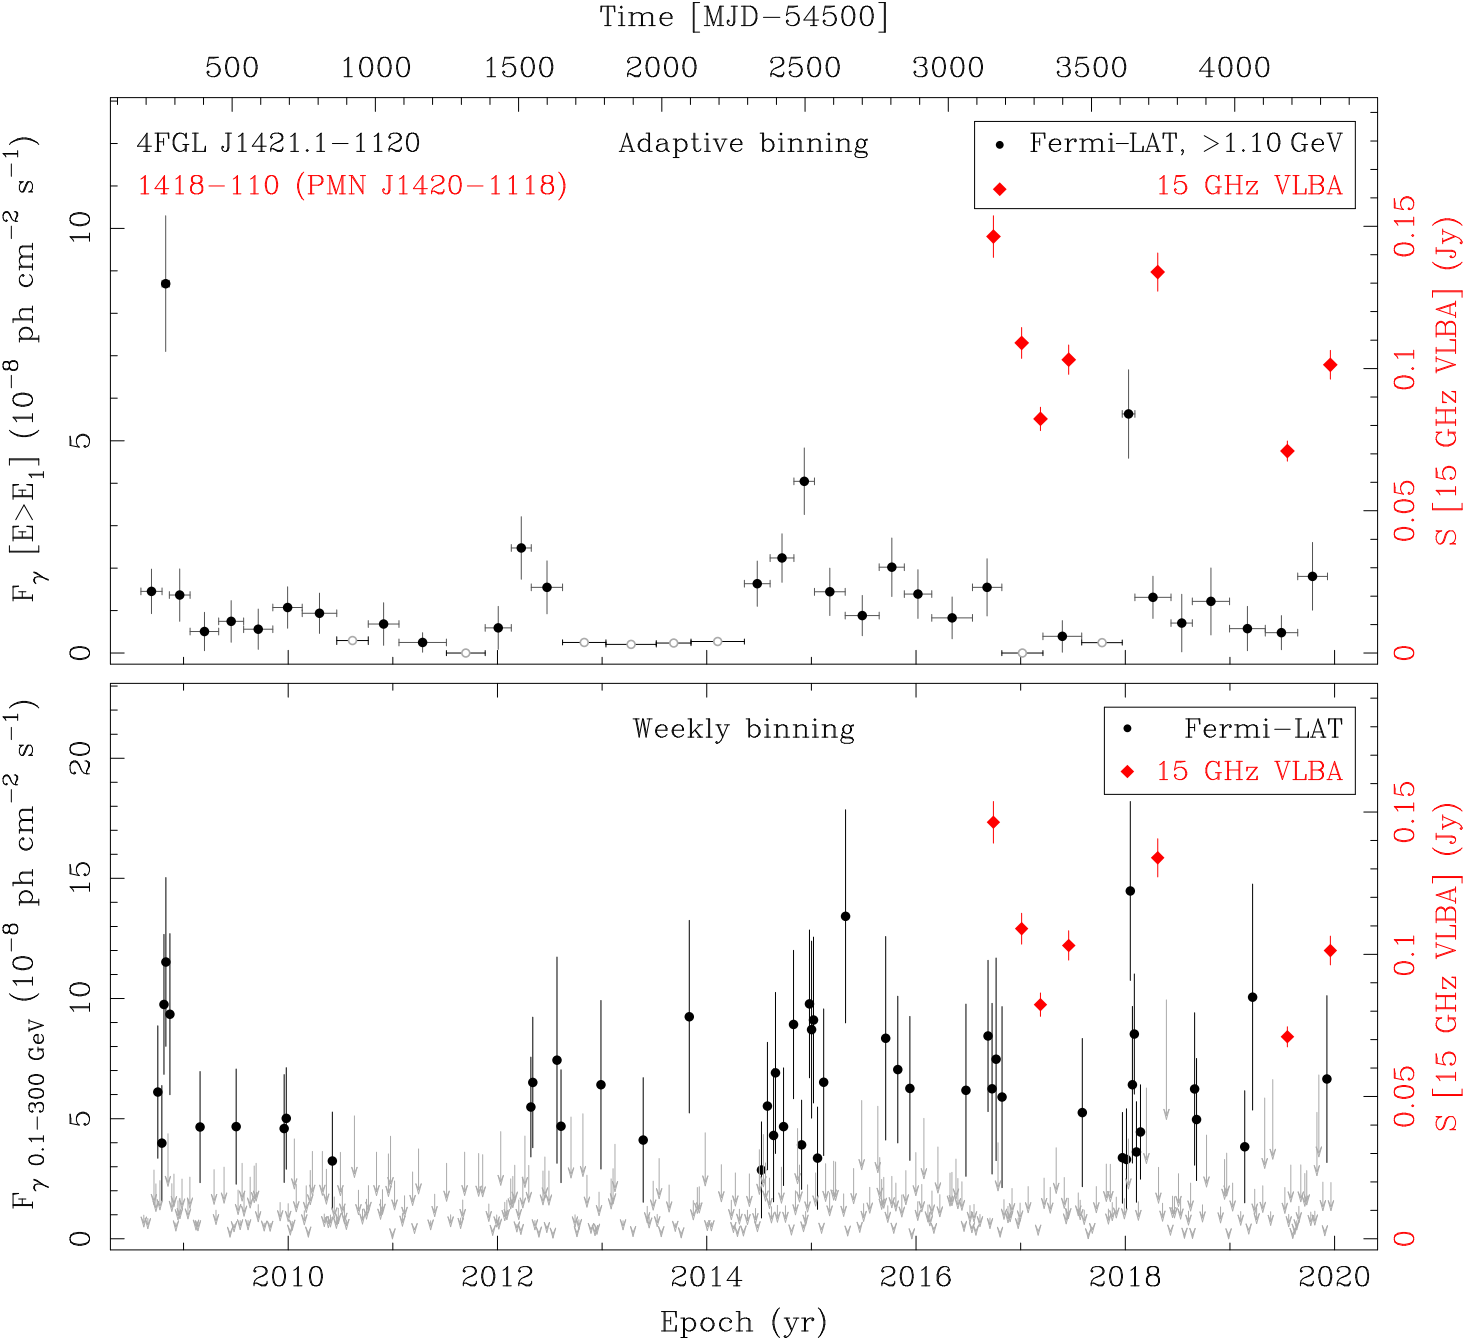 Time [MJD−54500]
500 1000 1500 2000 2500 3000 3500 4000
4FGL J1421.1−1120
Adaptive binning
Fermi−LAT, >1.10 GeV
1418−110 (PMN J1420−1118)
15 GHz VLBA
F_γ [E>E_1] (10^−8 ph cm^−2 s^−1)
10
5
0
S [15 GHz VLBA] (Jy)
0.15
0.1
0.05
0
Weekly binning
Fermi−LAT
15 GHz VLBA
F_γ 0.1−300 GeV (10^−8 ph cm^−2 s^−1)
20
15
10
5
0
S [15 GHz VLBA] (Jy)
0.15
0.1
0.05
0
2010 2012 2014 2016 2018 2020
Epoch (yr)